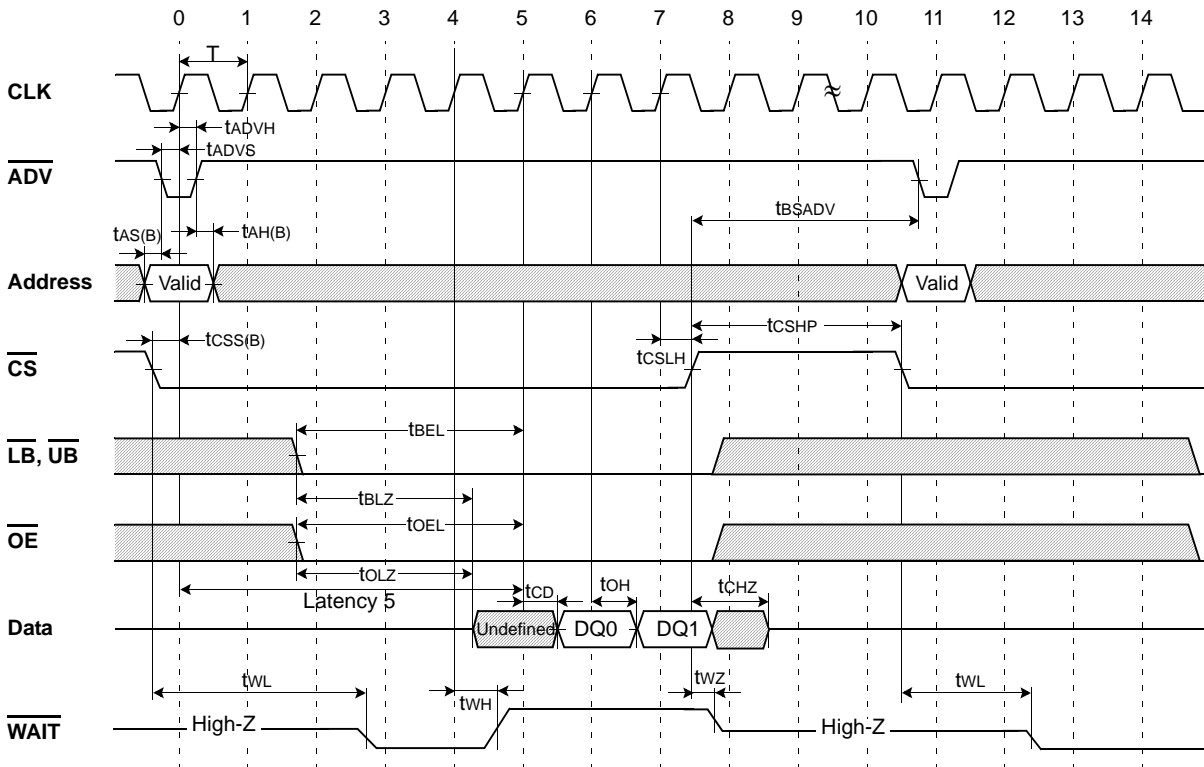 0 1 2 3 4 5 6 7 8 9 10 11 12 13 14
T
CLK
≈
tADVH
tADVS
ADV
tBSADV
tAS(B) tAH(B)
Address Valid Valid
tCSHP
tCSS(B) tCSLH
CS
tBEL
LB, UB
tBLZ
tOEL
OE
tOLZ tCD tOH tCHZ
Latency 5
Data Undefined DQ0 DQ1
tWL tWH tWZ tWL
WAIT High-Z High-Z